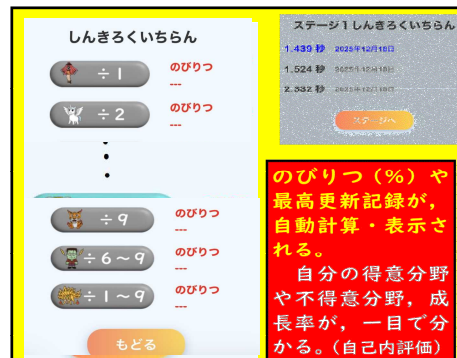 しんきろくいちらん
÷1
のびりつ
---
÷2
のびりつ
---
÷9
のびりつ
---
÷6～9
のびりつ
---
÷1～9
のびりつ
---
もどる
ステージ1しんきろくいちらん
1.439 秒 2025年12月18日
1.524 秒 2025年12月18日
2.332 秒 2025年12月18日
ステージへ
のびりつ（%）や
最高更新記録が，
自動計算・表示さ
れる。
自分の得意分野
や不得意分野，成
長率が，一目で分
かる。（自己内評価）